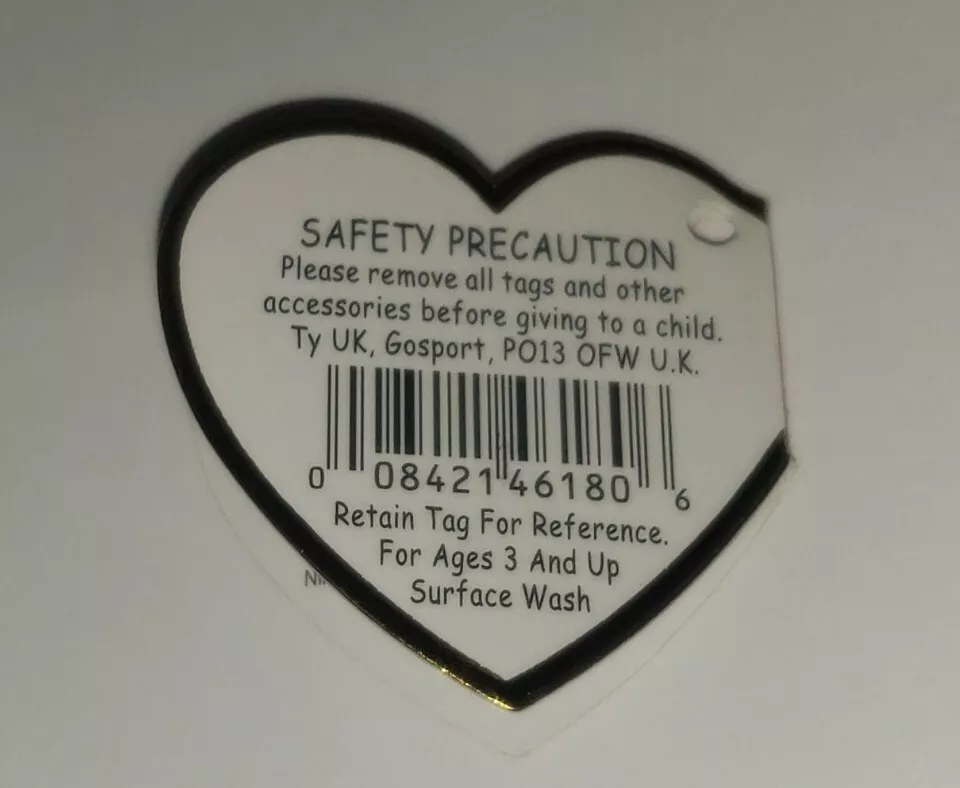 SAFETY PRECAUTION
Please remove all tags and other
accessories before giving to a child.
Ty UK, Gosport, PO13 OFW U.K.
0 08421 46180 6
Retain Tag For Reference.
For Ages 3 And Up
Surface Wash